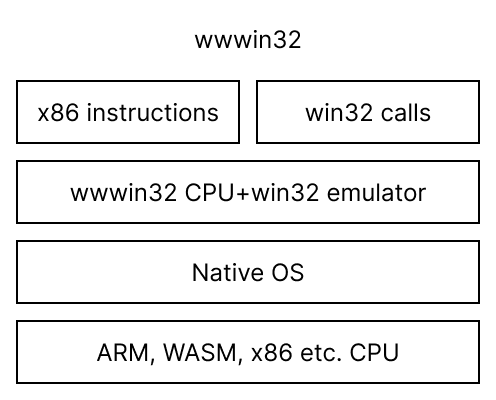 wwwin32
x86 instructions
win32 calls
wwwin32 CPU+win32 emulator
Native OS
ARM, WASM, x86 etc. CPU